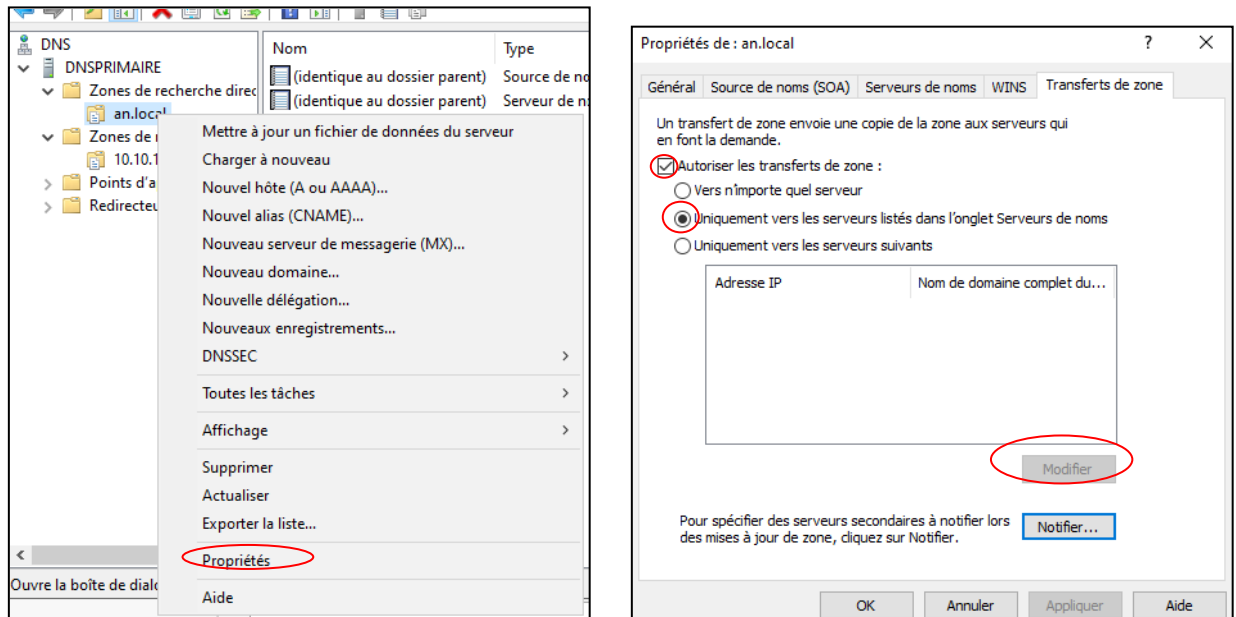 DNS
DNSPRIMAIRE
Zones de recherche direc
an.local
Zones de
10.10.1
Points d'a
Redirecteu
Nom Type
(identique au dossier parent) Source de no
(identique au dossier parent) Serveur de n
Mettre à jour un fichier de données du serveur
Charger à nouveau
Nouvel hôte (A ou AAAA)...
Nouvel alias (CNAME)...
Nouveau serveur de messagerie (MX)...
Nouveau domaine...
Nouvelle délégation...
Nouveaux enregistrements...
DNSSEC
Toutes les tâches
Affichage
Supprimer
Actualiser
Exporter la liste...
Propriétés
Aide
Ouvre la boîte de dialo
Propriétés de : an.local
Général Source de noms (SOA) Serveurs de noms WINS Transferts de zone
Un transfert de zone envoie une copie de la zone aux serveurs qui
en font la demande.
Autoriser les transferts de zone :
Vers n'importe quel serveur
Uniquement vers les serveurs listés dans l'onglet Serveurs de noms
Uniquement vers les serveurs suivants
Adresse IP Nom de domaine complet du...
Modifier
Pour spécifier des serveurs secondaires à notifier lors
des mises à jour de zone, cliquez sur Notifier.
Notifier...
OK Annuler Appliquer Aide